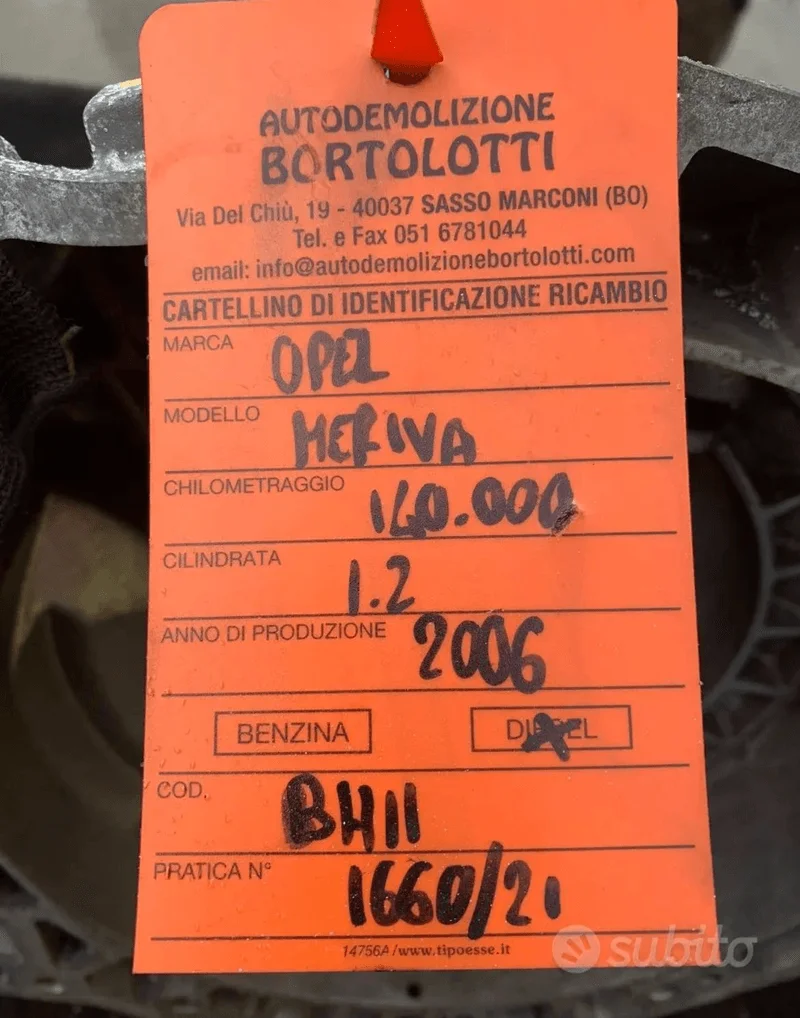 AUTODEMOLIZIONE
BORTOLOTTI
Via Del Chiù, 19 - 40037 SASSO MARCONI (BO)
Tel. e Fax 051 6781044
email: info@autodemolizionebortolotti.com
CARTELLINO DI IDENTIFICAZIONE RICAMBIO
MARCA OPEL
MODELLO MERIVA
CHILOMETRAGGIO 140.000
CILINDRATA 1.2
ANNO DI PRODUZIONE 2006
BENZINA DIESEL
COD. BH11
PRATICA N° 1660/21
14756A/www.tipoesse.it
subito